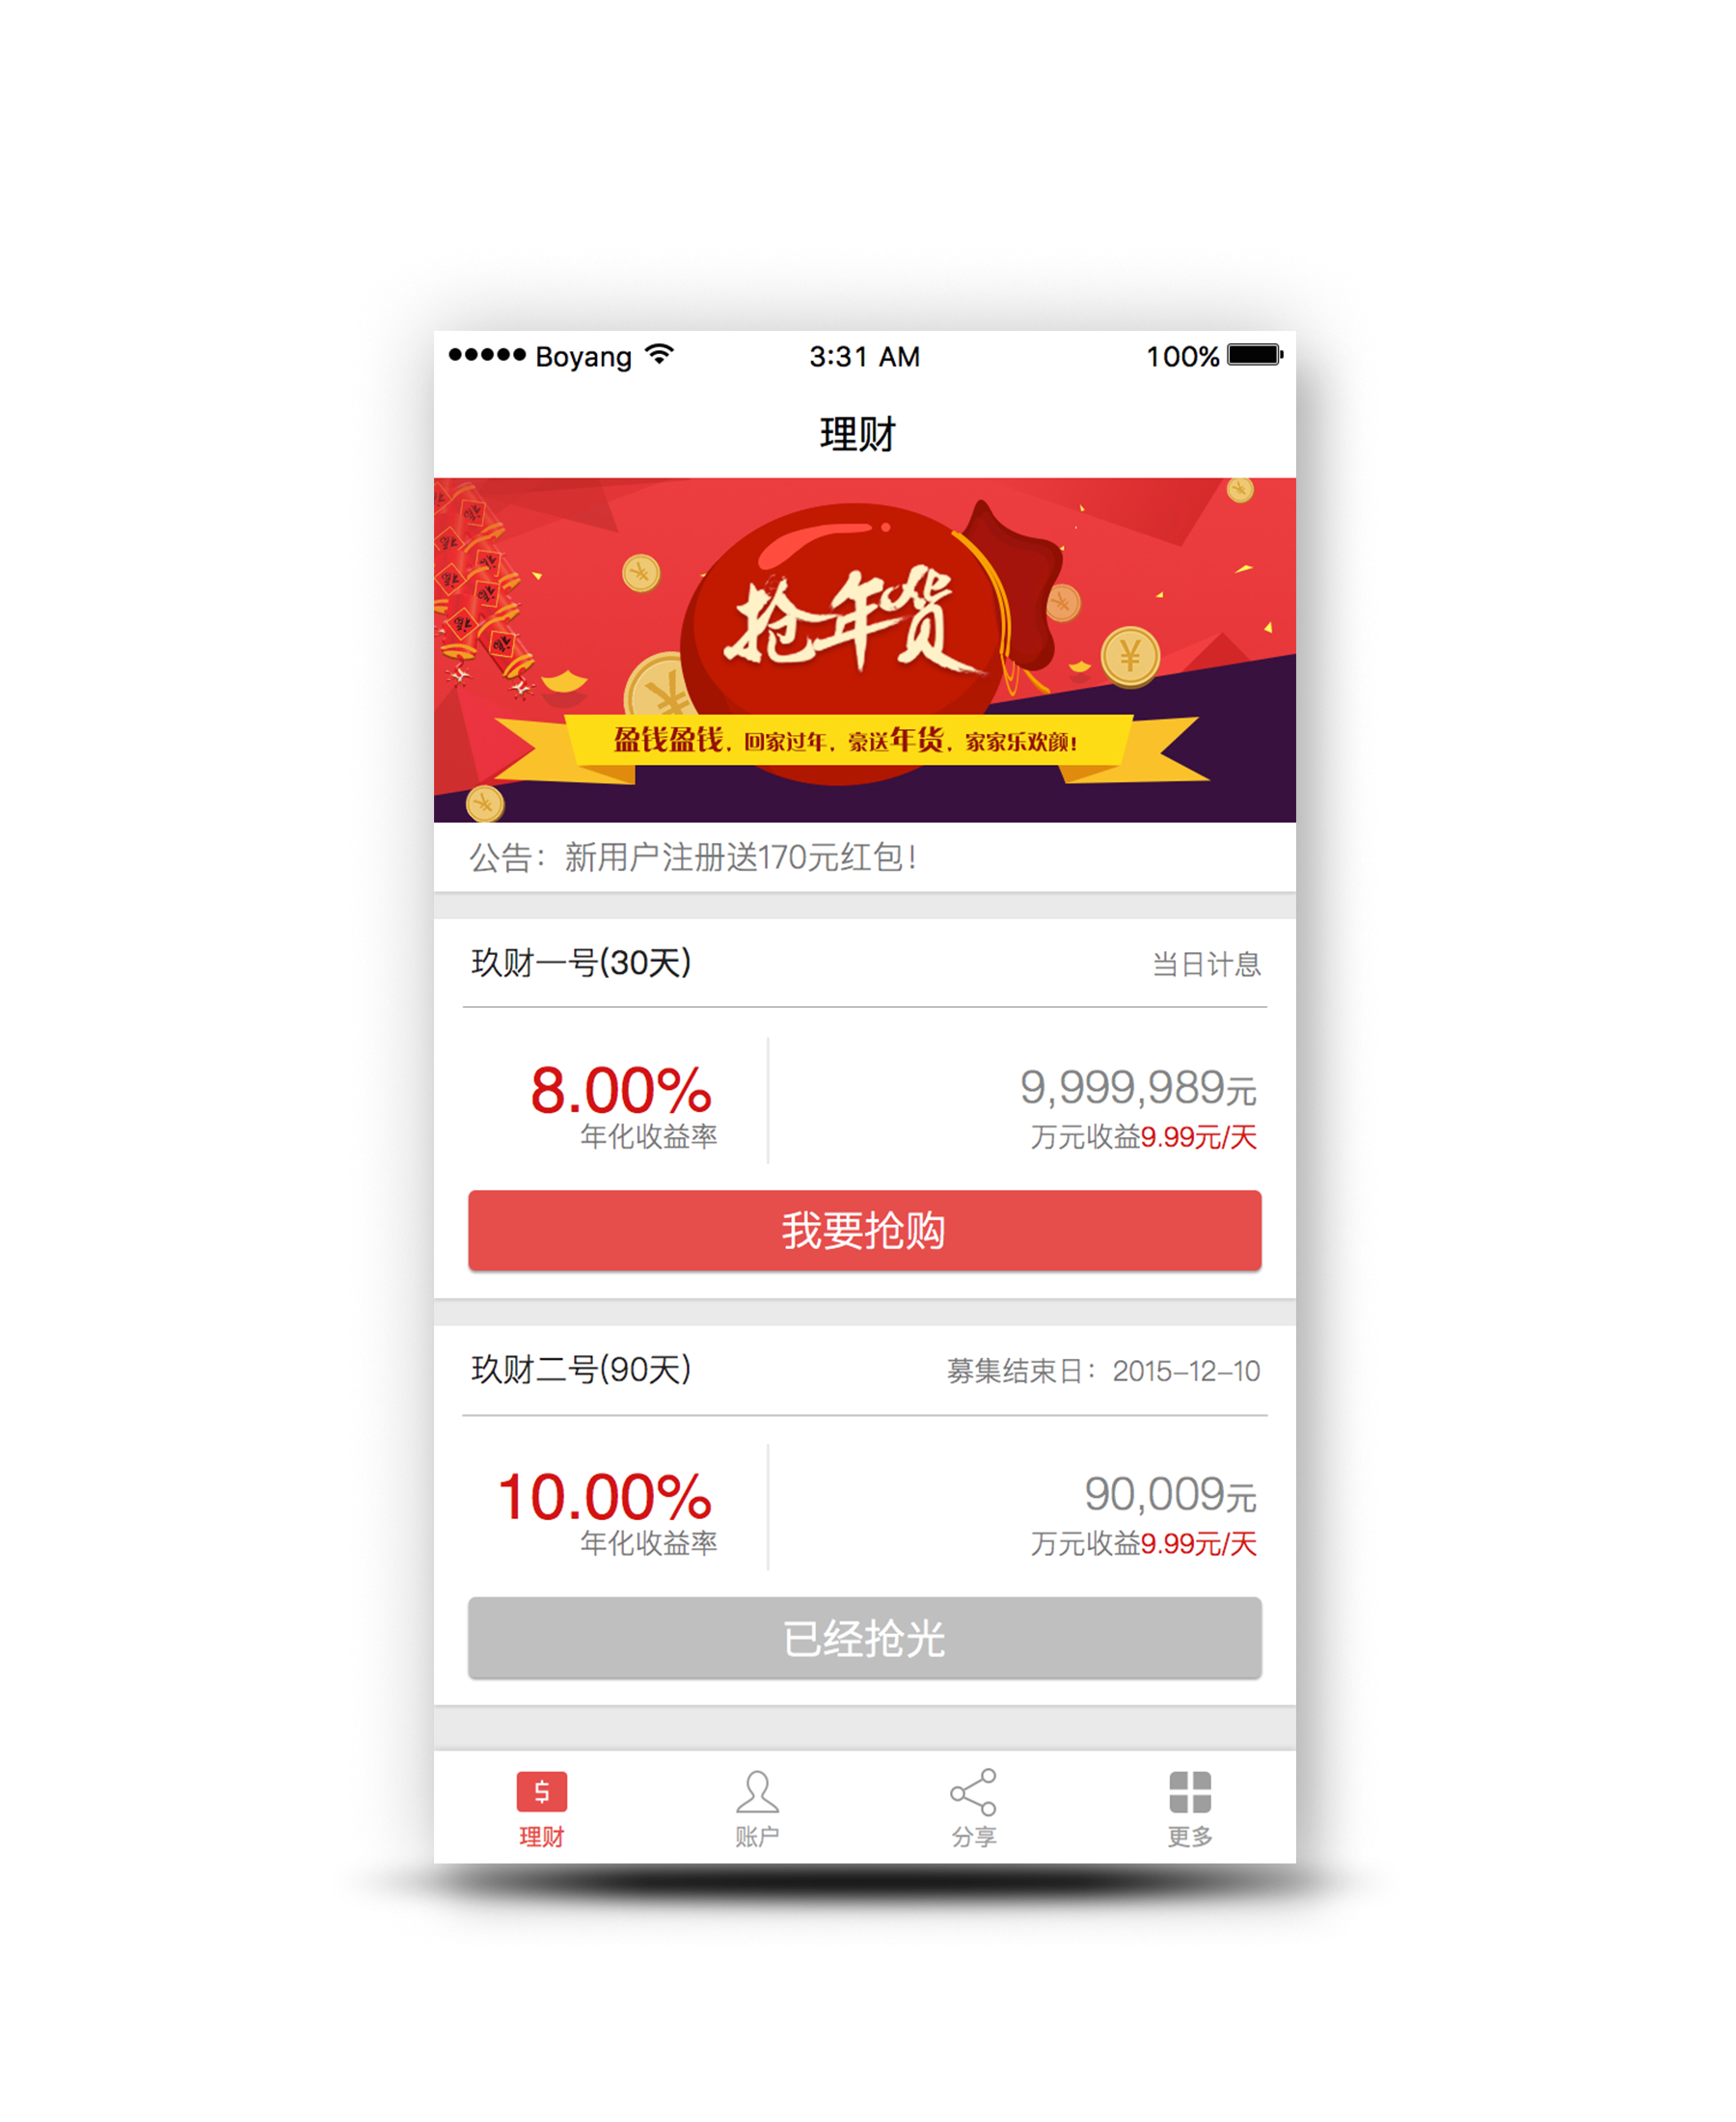 Boyang 3:31 AM 100%
理财
抢年货
盈钱盈钱，回家过年，豪送年货，家家乐欢颜！
公告：新用户注册送170元红包！
玖财一号(30天) 当日计息
8.00% 9,999,989元
年化收益率 万元收益9.99元/天
我要抢购
玖财二号(90天) 募集结束日：2015-12-10
10.00% 90,009元
年化收益率 万元收益9.99元/天
已经抢光
理财 账户 分享 更多